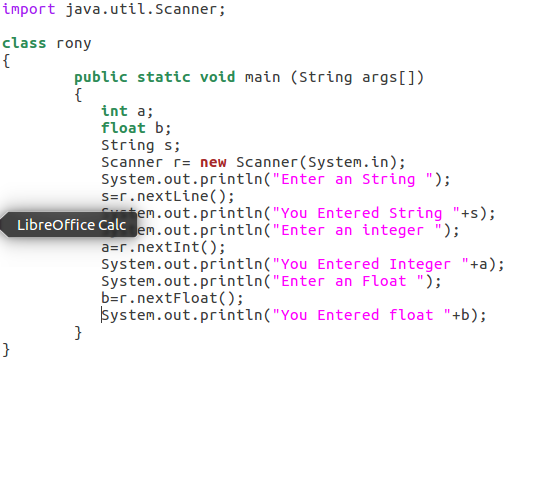 import java.util.Scanner;
class rony
{
public static void main (String args[])
{
int a;
float b;
String s;
Scanner r= new Scanner(System.in);
System.out.println("Enter an String ");
s=r.nextLine();
System.out.println("You Entered String "+s);
LibreOffice Calc
System.out.println("Enter an integer ");
a=r.nextInt();
System.out.println("You Entered Integer "+a);
System.out.println("Enter an Float ");
b=r.nextFloat();
System.out.println("You Entered float "+b);
}
}